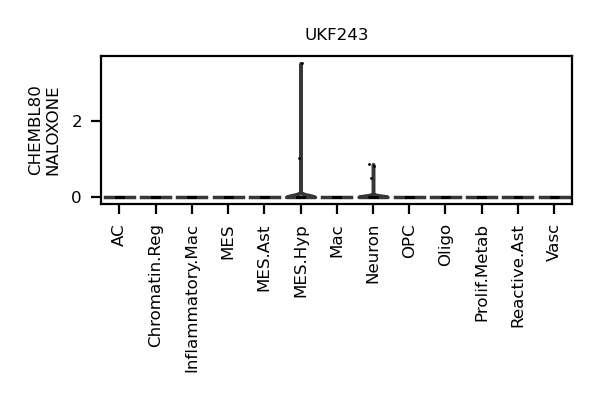 UKF243
CHEMBL80
NALOXONE
2
0
AC
Chromatin.Reg
Inflammatory.Mac
MES
MES.Ast
MES.Hyp
Mac
Neuron
OPC
Oligo
Prolif.Metab
Reactive.Ast
Vasc